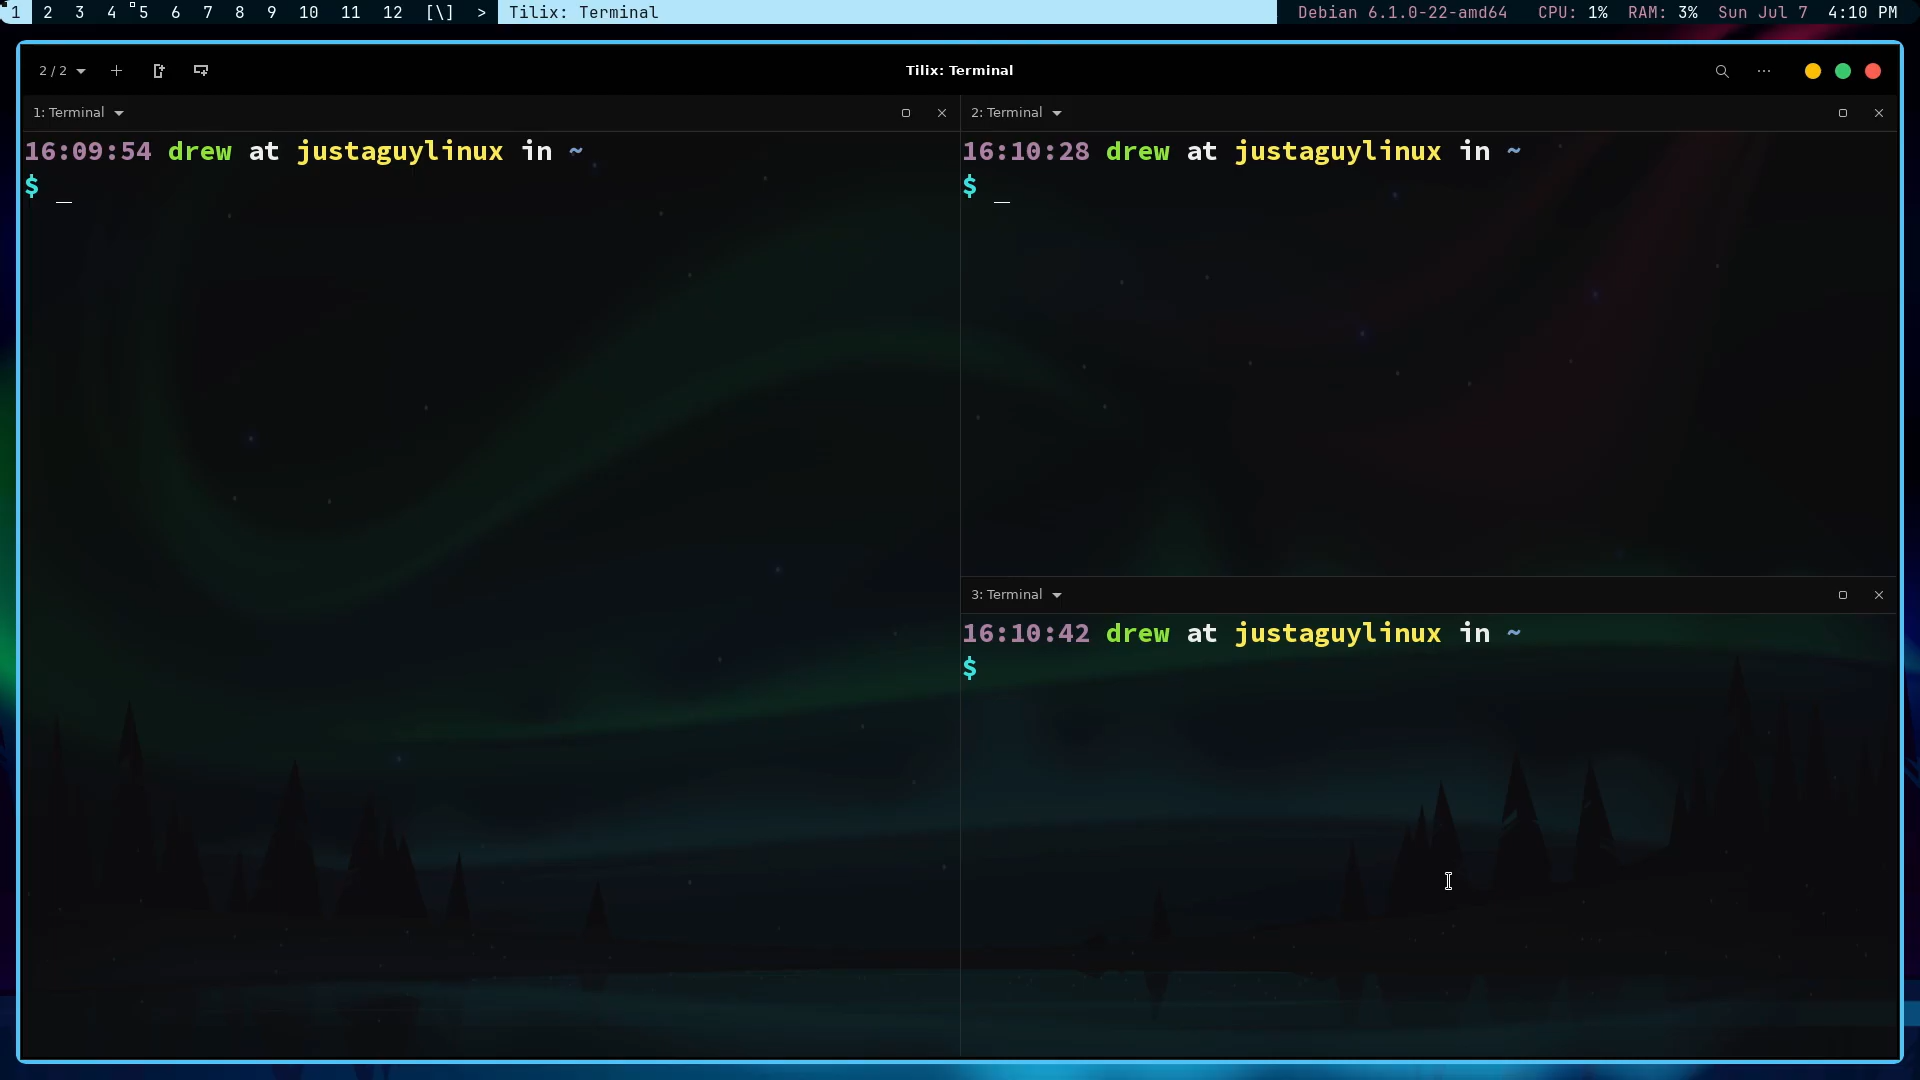 1 2 3 4 5 6 7 8 9 10 11 12 [\] > Tilix: Terminal Debian 6.1.0-22-amd64 CPU: 1% RAM: 3% Sun Jul 7 4:10 PM
2 / 2 Tilix: Terminal
1: Terminal
16:09:54 drew at justaguylinux in ~
$ _
2: Terminal
16:10:28 drew at justaguylinux in ~
$ _
3: Terminal
16:10:42 drew at justaguylinux in ~
$